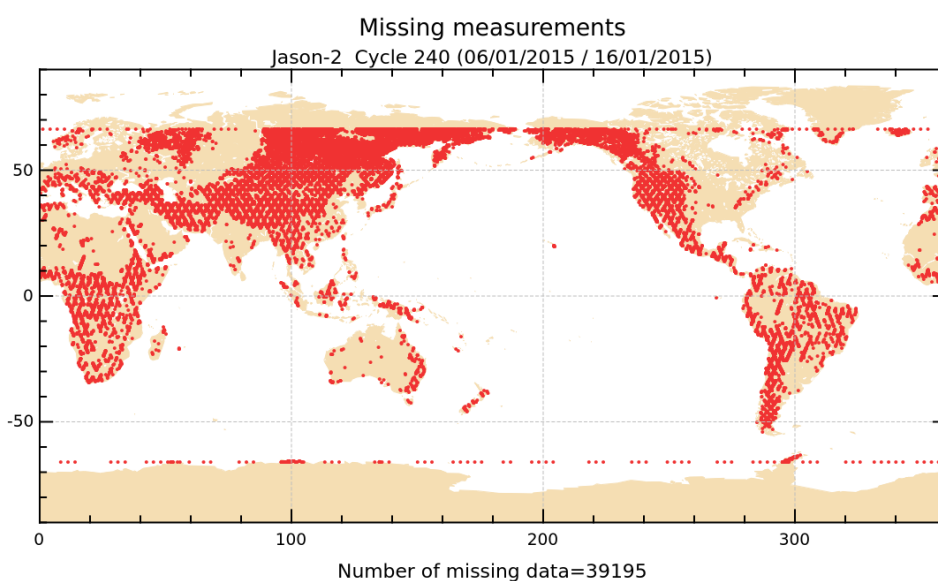 Missing measurements
Jason-2  Cycle 240 (06/01/2015 / 16/01/2015)
50
0
-50
0 100 200 300
Number of missing data=39195